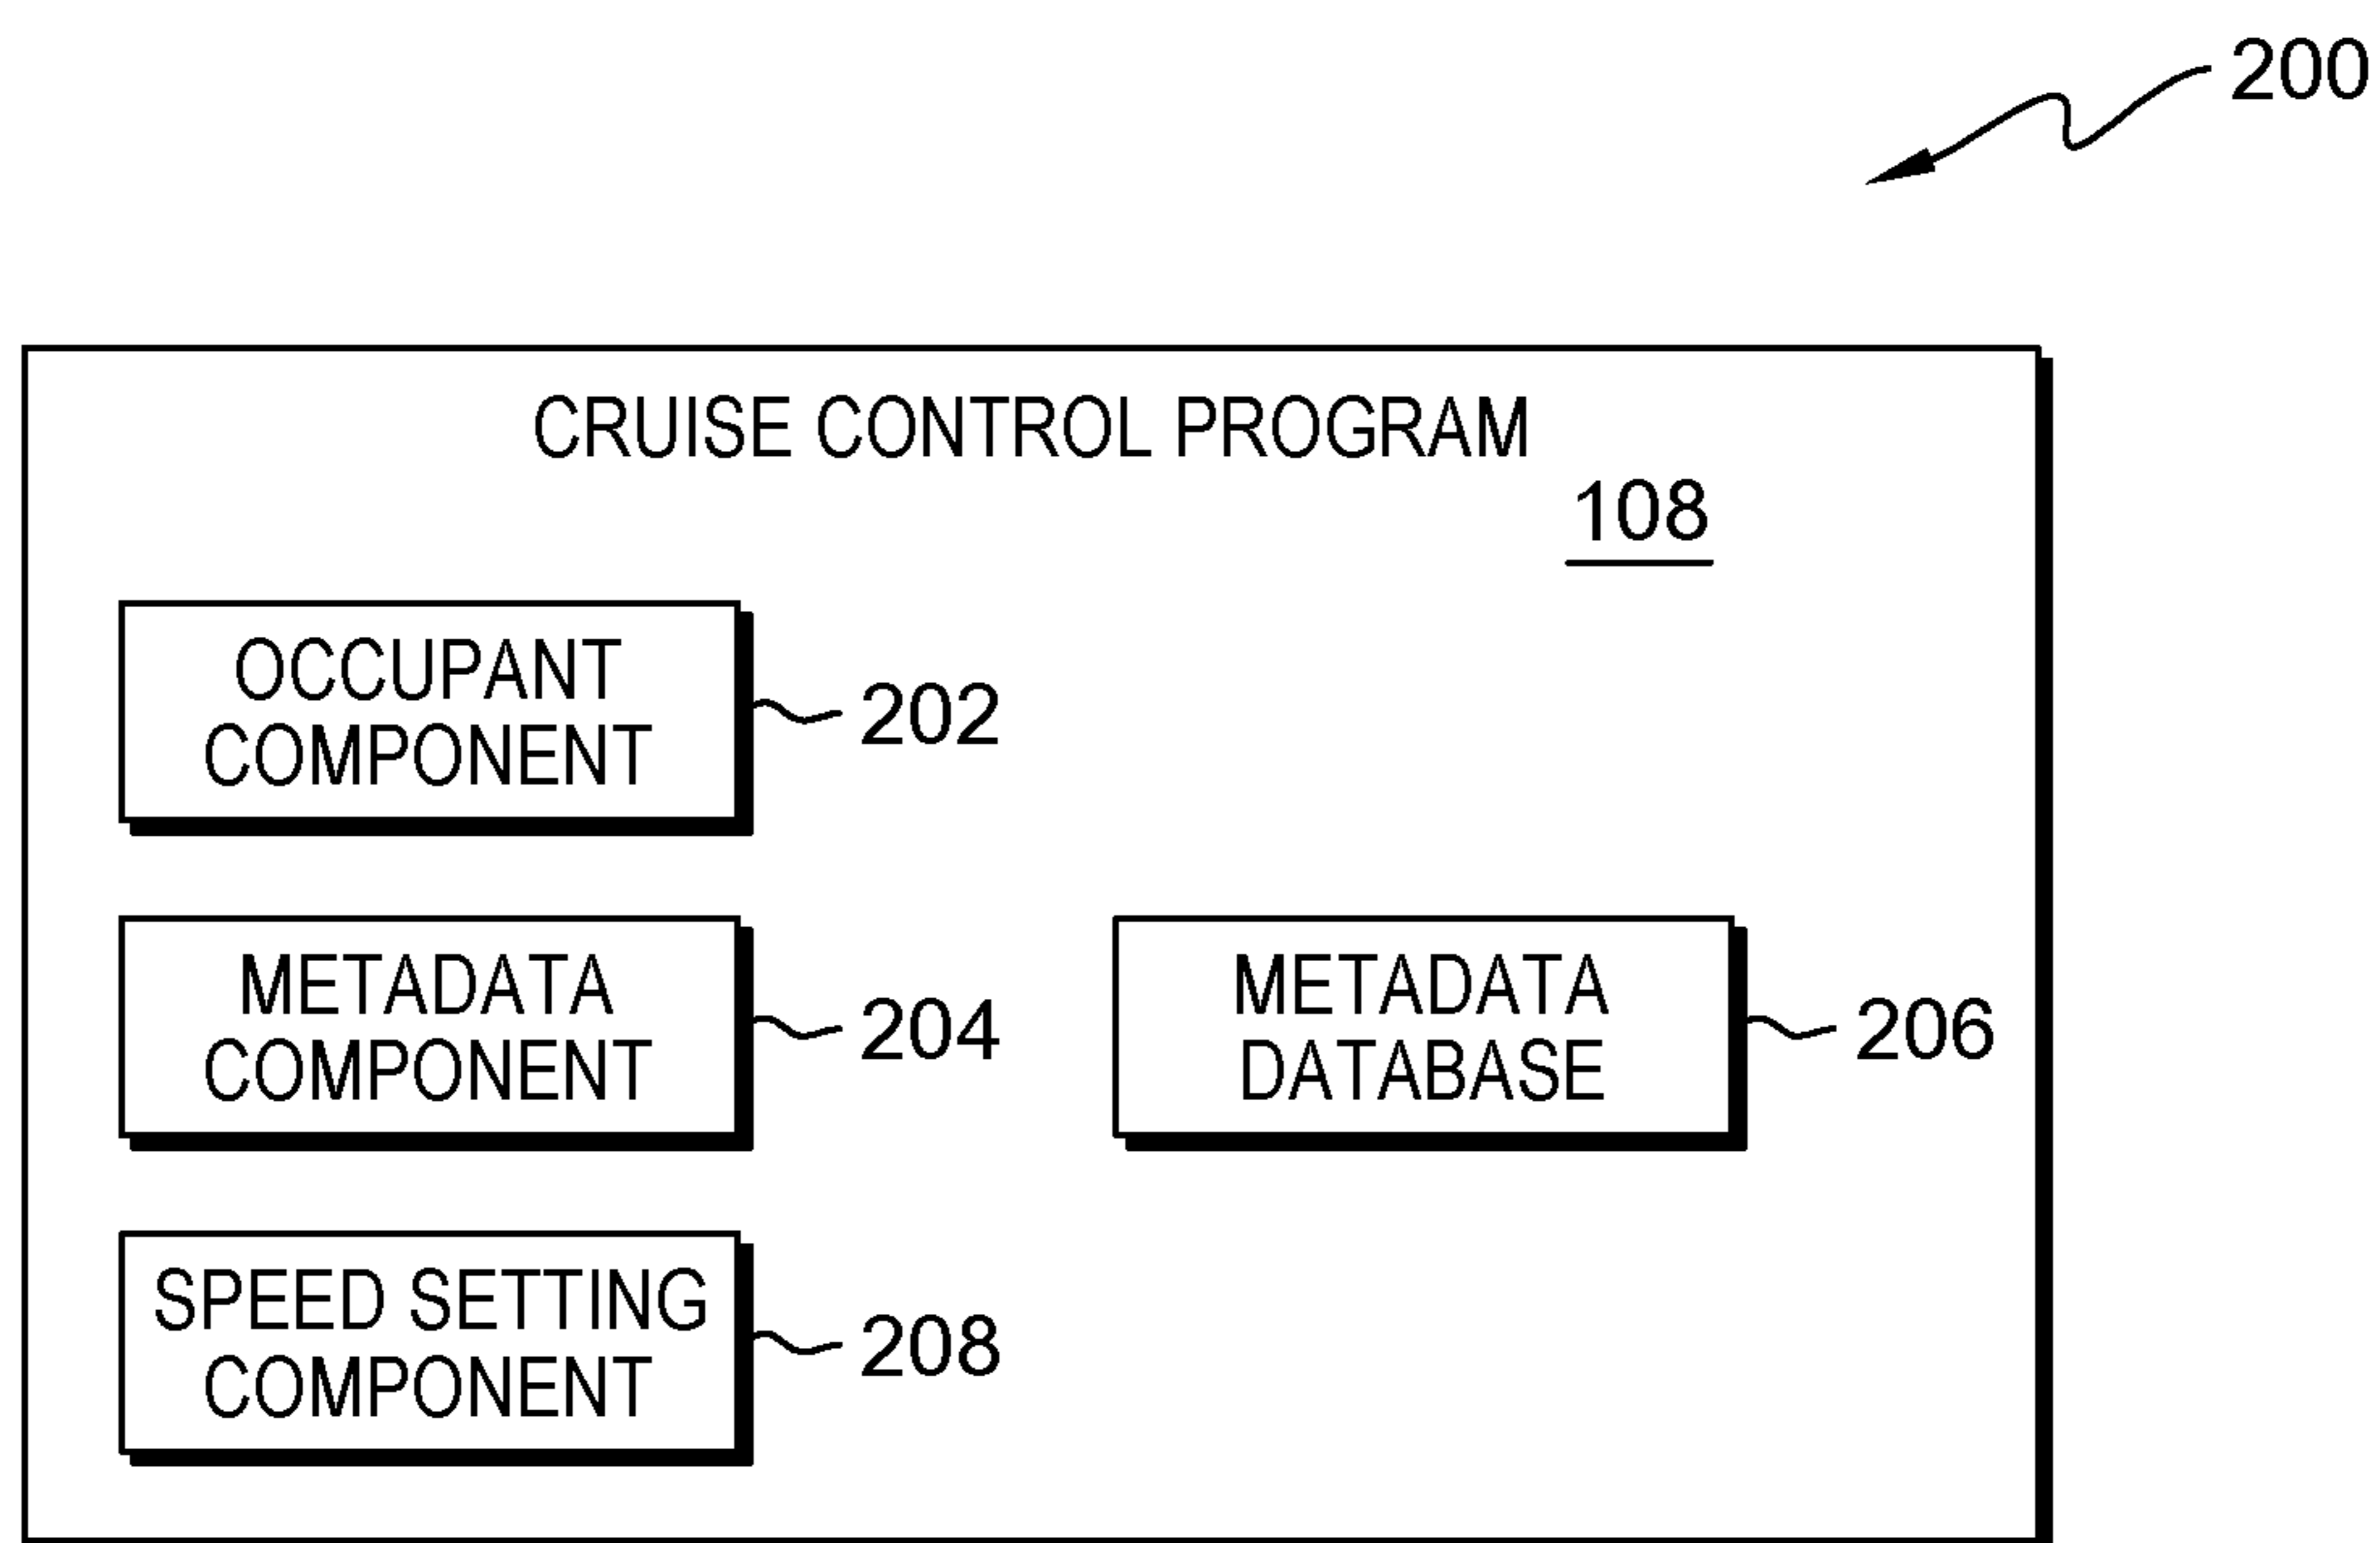 200
CRUISE CONTROL PROGRAM
108
OCCUPANT
COMPONENT
202
METADATA
COMPONENT
204
METADATA
DATABASE
206
SPEED SETTING
COMPONENT
208